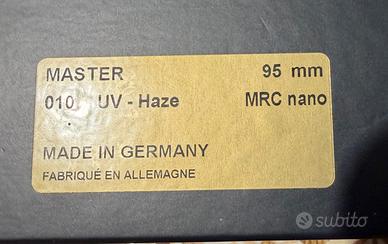 MASTER 95 mm
010 UV - Haze MRC nano
MADE IN GERMANY
FABRIQUÉ EN ALLEMAGNE
subito